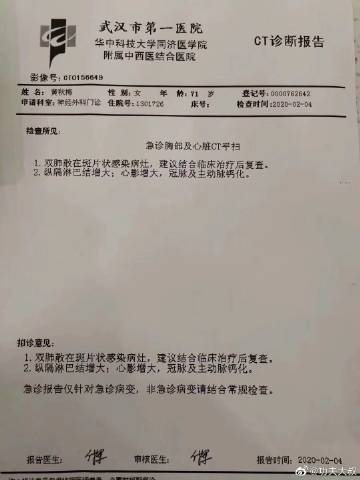 武汉市第一医院
华中科技大学同济医学院
附属中西医结合医院
CT诊断报告
影像号: CT0156649
姓 名: 黄秋梅 性 别: 女 年 龄: 71 岁 登记号: 0000762642
申请科室: 神经外科门诊 住院号: 1301726 床号: 检查时间: 2020-02-04
检查所见:
急诊胸部及心脏CT平扫
1. 双肺散在斑片状感染病灶, 建议结合临床治疗后复查。
2. 纵隔淋巴结增大; 心影增大, 冠脉及主动脉钙化。
拟诊意见:
1. 双肺散在斑片状感染病灶, 建议结合临床治疗后复查。
2. 纵隔淋巴结增大; 心影增大, 冠脉及主动脉钙化。
急诊报告仅针对急诊病变, 非急诊病变请结合常规检查。
报告医生: 审核医生: 报告时间: 2020-02-04
@功夫大叔